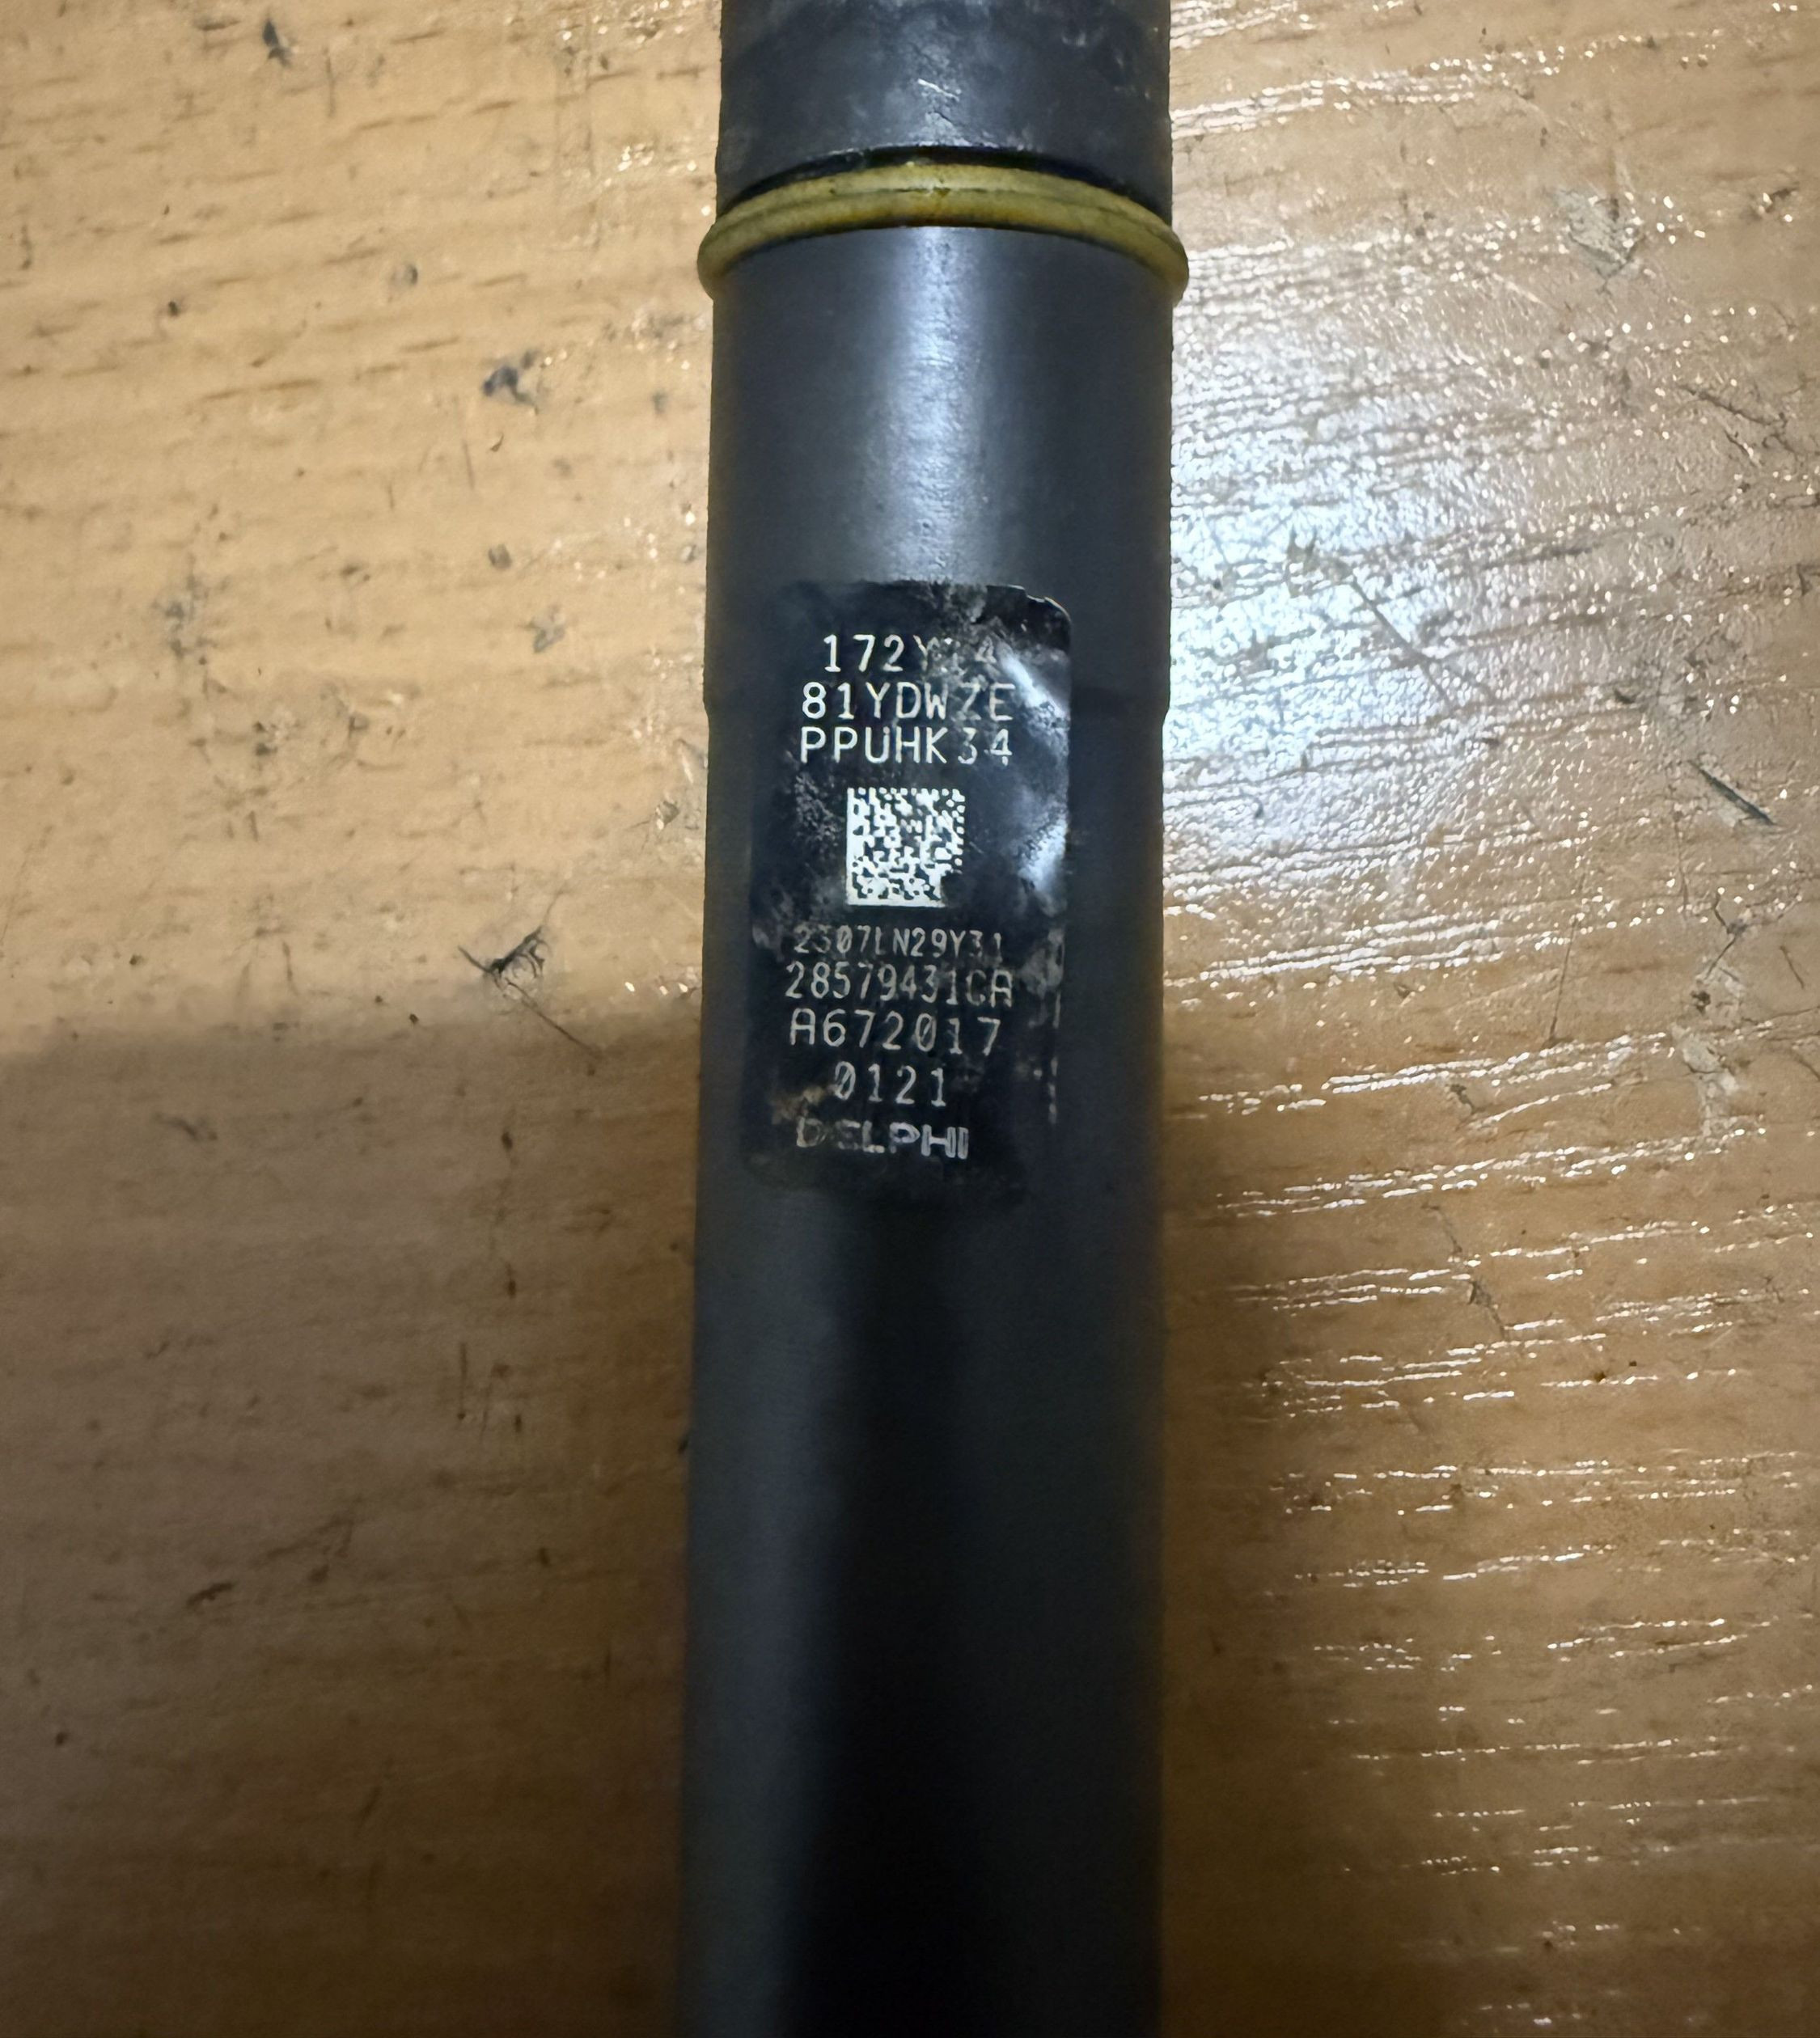 81YDWZE
PPUHK34
2307LN29Y31
28579431CA
A672017
0121
DELPHI